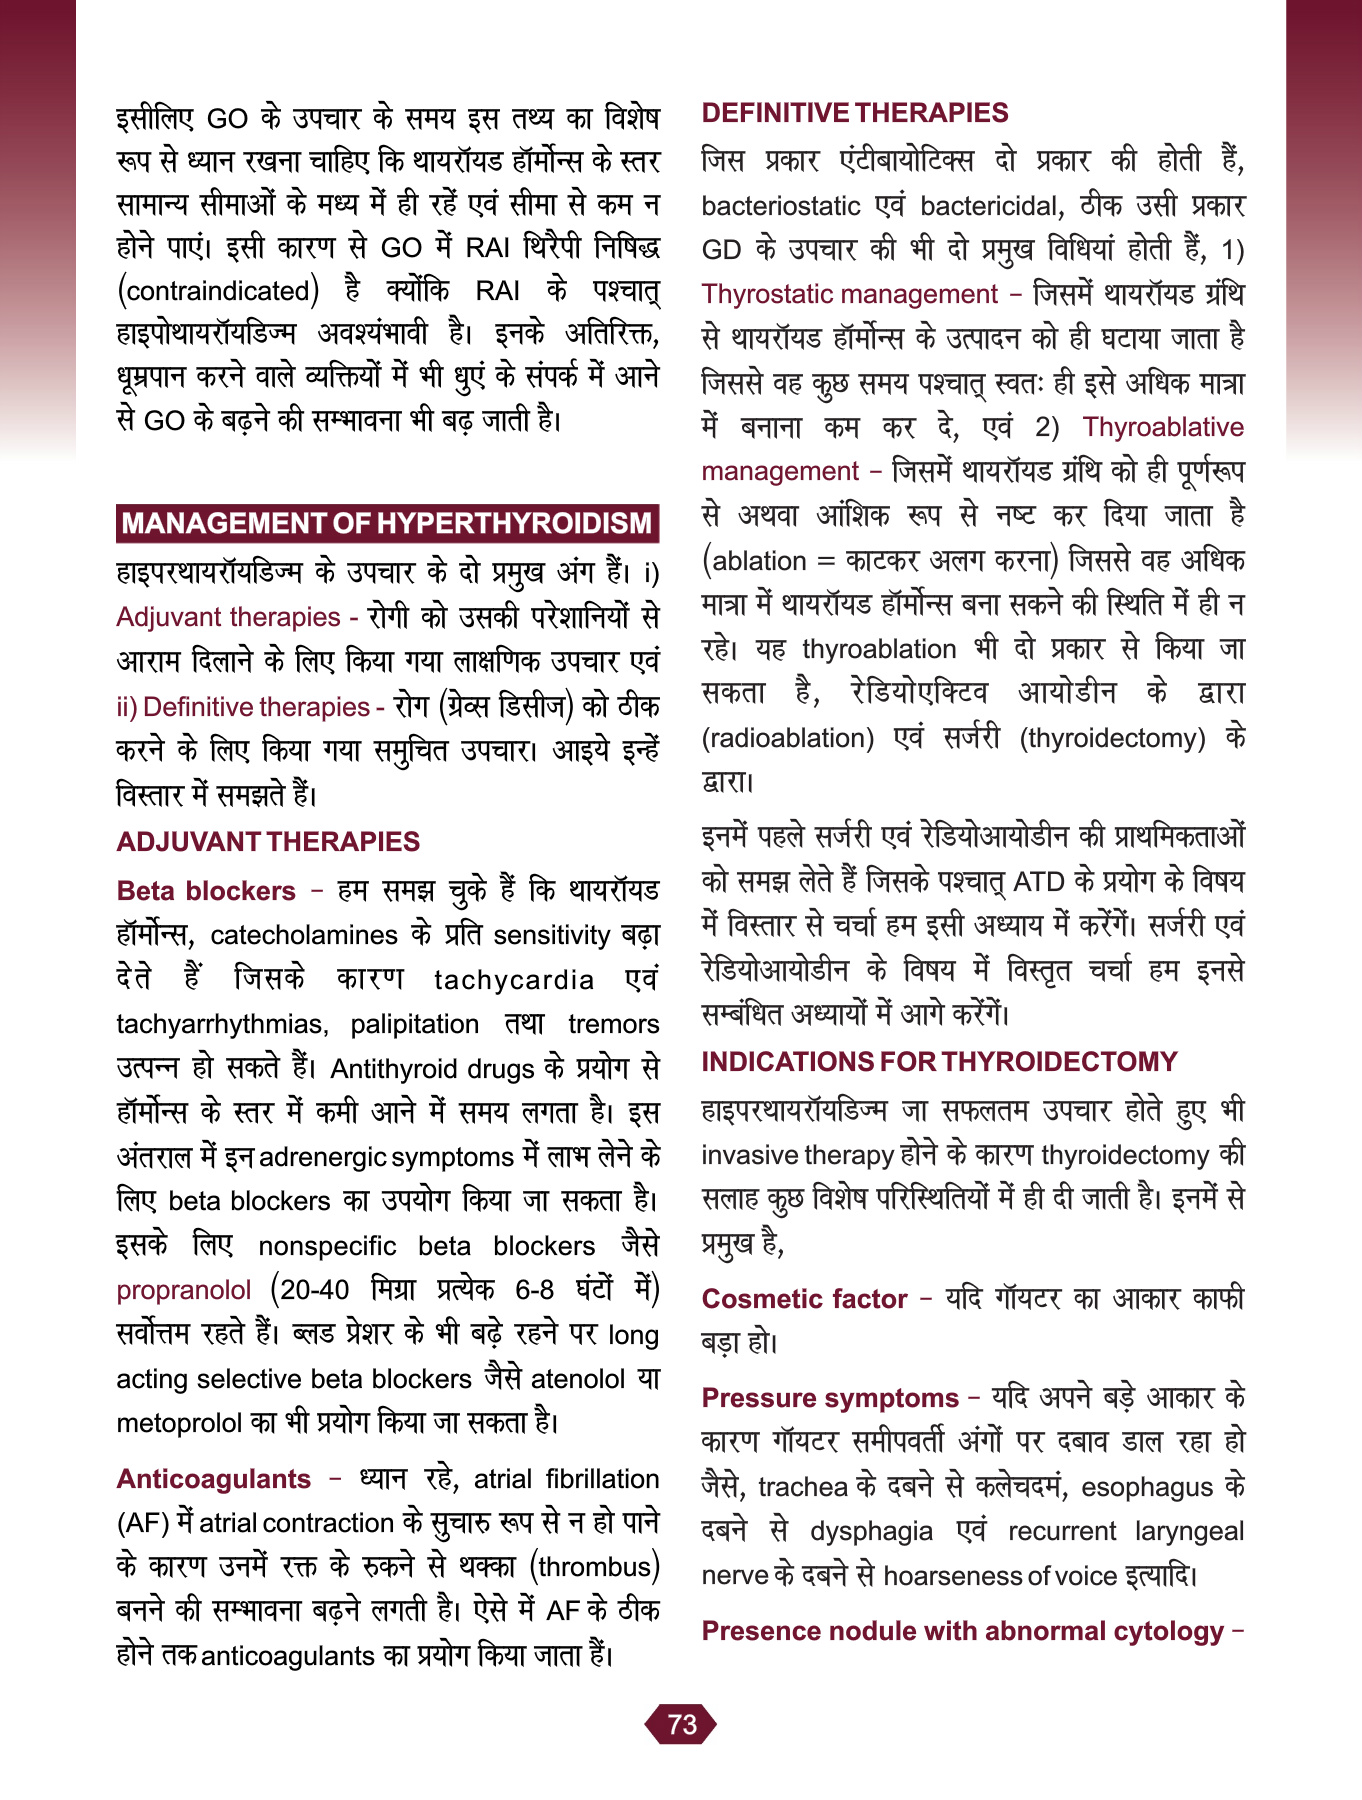 इसीलिए GO के उपचार के समय इस तथ्य का विशेष
रूप से ध्यान रखना चाहिए कि थायरॉयड हॉर्मोन्स के स्तर
सामान्य सीमाओं के मध्य में ही रहें एवं सीमा से कम न
होने पाएं। इसी कारण से GO में RAI थिरैपी निषिद्ध
(contraindicated) है क्योंकि RAI के पश्चात्
हाइपोथायरॉयडिज्म अवश्यंभावी है। इनके अतिरिक्त,
धूम्रपान करने वाले व्यक्तियों में भी धुएं के संपर्क में आने
से GO के बढ़ने की सम्भावना भी बढ़ जाती है।
MANAGEMENT OF HYPERTHYROIDISM
हाइपरथायरॉयडिज्म के उपचार के दो प्रमुख अंग हैं। i)
Adjuvant therapies - रोगी को उसकी परेशानियों से
आराम दिलाने के लिए किया गया लाक्षणिक उपचार एवं
ii) Definitive therapies - रोग (ग्रेव्स डिसीज) को ठीक
करने के लिए किया गया समुचित उपचार। आइये इन्हें
विस्तार में समझते हैं।
ADJUVANT THERAPIES
Beta blockers – हम समझ चुके हैं कि थायरॉयड
हॉर्मोन्स, catecholamines के प्रति sensitivity बढ़ा
देते हैं जिसके कारण tachycardia एवं
tachyarrhythmias, palipitation तथा tremors
उत्पन्न हो सकते हैं। Antithyroid drugs के प्रयोग से
हॉर्मोन्स के स्तर में कमी आने में समय लगता है। इस
अंतराल में इन adrenergic symptoms में लाभ लेने के
लिए beta blockers का उपयोग किया जा सकता है।
इसके लिए nonspecific beta blockers जैसे
propranolol (20-40 मिग्रा प्रत्येक 6-8 घंटों में)
सर्वोत्तम रहते हैं। ब्लड प्रेशर के भी बढ़े रहने पर long
acting selective beta blockers जैसे atenolol या
metoprolol का भी प्रयोग किया जा सकता है।
Anticoagulants – ध्यान रहे, atrial fibrillation
(AF) में atrial contraction के सुचारु रूप से न हो पाने
के कारण उनमें रक्त के रुकने से थक्का (thrombus)
बनने की सम्भावना बढ़ने लगती है। ऐसे में AF के ठीक
होने तक anticoagulants का प्रयोग किया जाता हैं।
DEFINITIVE THERAPIES
जिस प्रकार एंटीबायोटिक्स दो प्रकार की होती हैं,
bacteriostatic एवं bactericidal, ठीक उसी प्रकार
GD के उपचार की भी दो प्रमुख विधियां होती हैं, 1)
Thyrostatic management – जिसमें थायरॉयड ग्रंथि
से थायरॉयड हॉर्मोन्स के उत्पादन को ही घटाया जाता है
जिससे वह कुछ समय पश्चात् स्वतः ही इसे अधिक मात्रा
में बनाना कम कर दे, एवं 2) Thyroablative
management – जिसमें थायरॉयड ग्रंथि को ही पूर्णरूप
से अथवा आंशिक रूप से नष्ट कर दिया जाता है
(ablation = काटकर अलग करना) जिससे वह अधिक
मात्रा में थायरॉयड हॉर्मोन्स बना सकने की स्थिति में ही न
रहे। यह thyroablation भी दो प्रकार से किया जा
सकता है, रेडियोएक्टिव आयोडीन के द्वारा
(radioablation) एवं सर्जरी (thyroidectomy) के
द्वारा।
इनमें पहले सर्जरी एवं रेडियोआयोडीन की प्राथमिकताओं
को समझ लेते हैं जिसके पश्चात् ATD के प्रयोग के विषय
में विस्तार से चर्चा हम इसी अध्याय में करेंगें। सर्जरी एवं
रेडियोआयोडीन के विषय में विस्तृत चर्चा हम इनसे
सम्बंधित अध्यायों में आगे करेंगें।
INDICATIONS FOR THYROIDECTOMY
हाइपरथायरॉयडिज्म जा सफलतम उपचार होते हुए भी
invasive therapy होने के कारण thyroidectomy की
सलाह कुछ विशेष परिस्थितियों में ही दी जाती है। इनमें से
प्रमुख है,
Cosmetic factor – यदि गॉयटर का आकार काफी
बड़ा हो।
Pressure symptoms – यदि अपने बड़े आकार के
कारण गॉयटर समीपवर्ती अंगों पर दबाव डाल रहा हो
जैसे, trachea के दबने से कलेचदमं, esophagus के
दबने से dysphagia एवं recurrent laryngeal
nerve के दबने से hoarseness of voice इत्यादि।
Presence nodule with abnormal cytology –
73